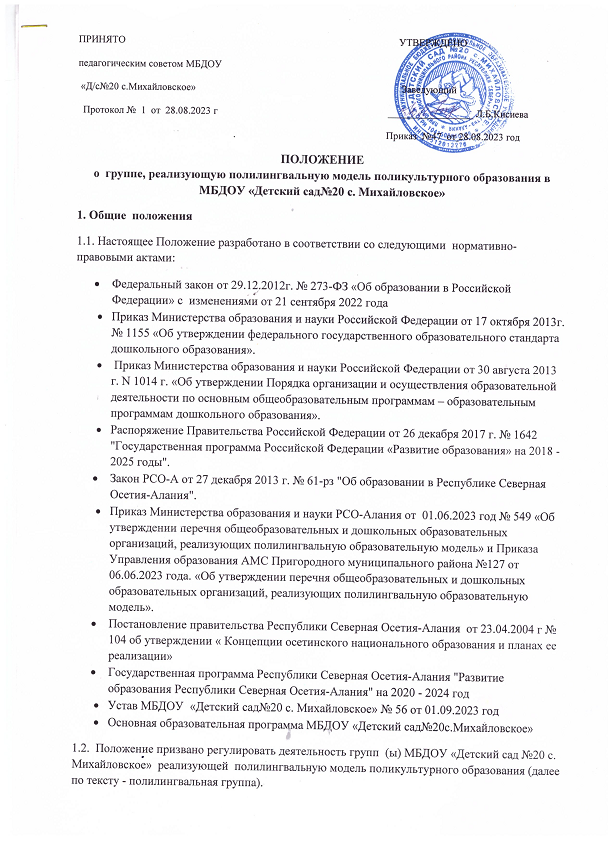 ПРИНЯТО
УТВЕРЖДЕНО
педагогическим советом МБДОУ
«Д/с№20 с.Михайловское»
Заведующий
Протокол № 1 от 28.08.2023 г
Л.Б.Кисиева
Приказ №47 от 28.08.2023 год
ПОЛОЖЕНИЕ
о группе, реализующую полилингвальную модель поликультурного образования в
МБДОУ «Детский сад№20 с. Михайловское»
1. Общие положения
1.1. Настоящее Положение разработано в соответствии со следующими нормативно-
правовыми актами:
• Федеральный закон от 29.12.2012г. № 273-ФЗ «Об образовании в Российской
Федерации» с изменениями от 21 сентября 2022 года
• Приказ Министерства образования и науки Российской Федерации от 17 октября 2013г.
№ 1155 «Об утверждении федерального государственного образовательного стандарта
дошкольного образования».
• Приказ Министерства образования и науки Российской Федерации от 30 августа 2013
г. N 1014 г. «Об утверждении Порядка организации и осуществления образовательной
деятельности по основным общеобразовательным программам – образовательным
программам дошкольного образования».
• Распоряжение Правительства Российской Федерации от 26 декабря 2017 г. № 1642
"Государственная программа Российской Федерации «Развитие образования» на 2018 -
2025 годы".
• Закон РСО-А от 27 декабря 2013 г. № 61-рз "Об образовании в Республике Северная
Осетия-Алания".
• Приказ Министерства образования и науки РСО-Алания от 01.06.2023 год № 549 «Об
утверждении перечня общеобразовательных и дошкольных образовательных
организаций, реализующих полилингвальную образовательную модель» и Приказа
Управления образования АМС Пригородного муниципального района №127 от
06.06.2023 года. «Об утверждении перечня общеобразовательных и дошкольных
образовательных организаций, реализующих полилингвальную образовательную
модель».
• Постановление правительства Республики Северная Осетия-Алания от 23.04.2004 г №
104 об утверждении « Концепции осетинского национального образования и планах ее
реализации»
• Государственная программа Республики Северная Осетия-Алания "Развитие
образования Республики Северная Осетия-Алания" на 2020 - 2024 год
• Устав МБДОУ «Детский сад№20 с. Михайловское» № 56 от 01.09.2023 год
• Основная образовательная программа МБДОУ «Детский сад№20с.Михайловское»
1.2. Положение призвано регулировать деятельность групп (ы) МБДОУ «Детский сад №20 с.
Михайловское» реализующей полилингвальную модель поликультурного образования (далее
по тексту - полилингвальная группа).